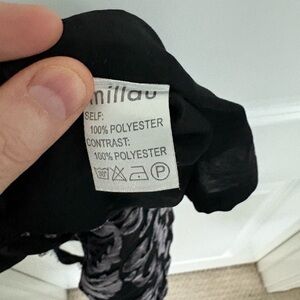 millau
SELF:
100% POLYESTER
CONTRAST:
100% POLYESTER
P